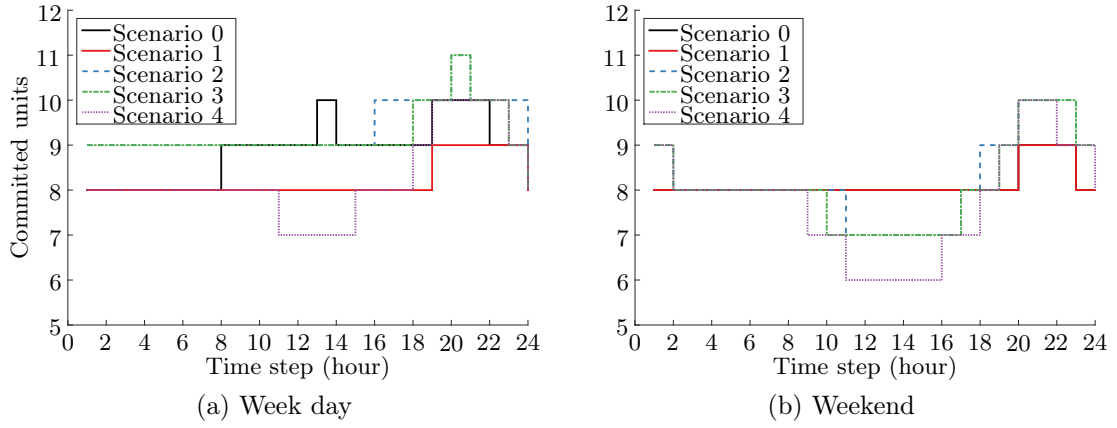 12
11
10
9
8
7
6
5
Committed units
Scenario 0
Scenario 1
Scenario 2
Scenario 3
Scenario 4
0 2 4 6 8 10 12 14 16 18 20 22 24
Time step (hour)
(a) Week day
12
11
10
9
8
7
6
5
Scenario 0
Scenario 1
Scenario 2
Scenario 3
Scenario 4
0 2 4 6 8 10 12 14 16 18 20 22 24
Time step (hour)
(b) Weekend